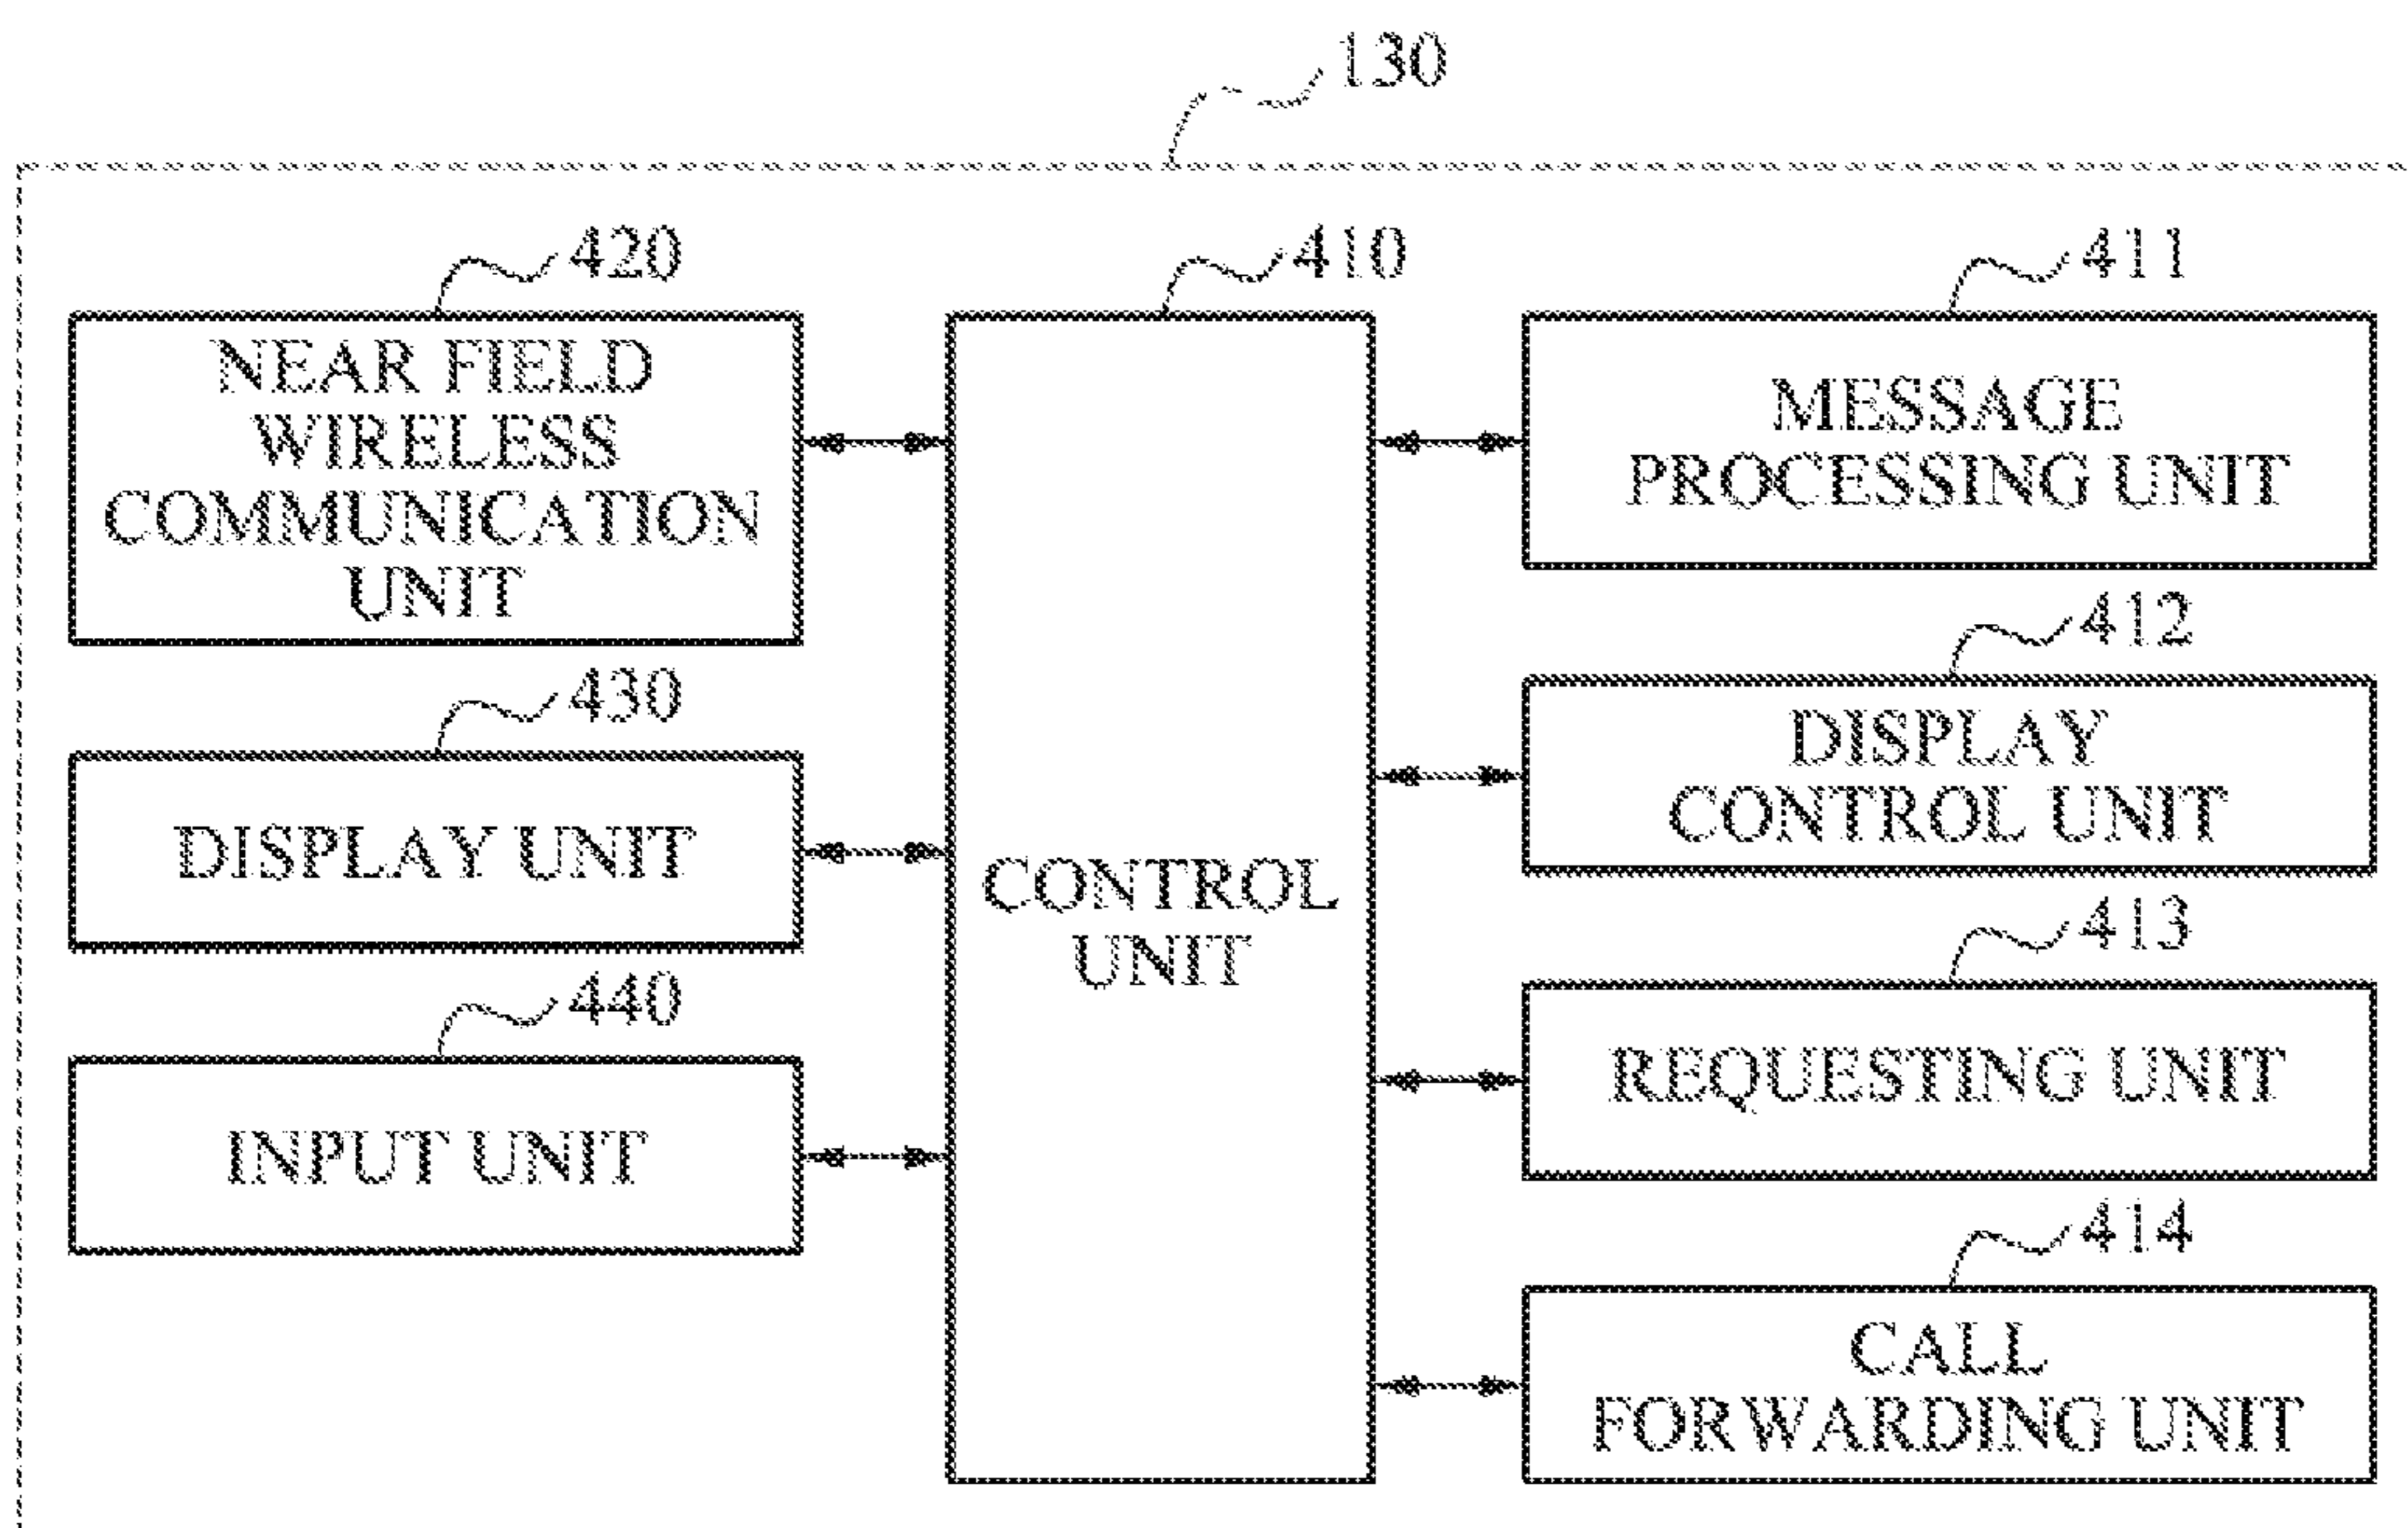 130
420
NEAR FIELD
WIRELESS
COMMUNICATION
UNIT
430
DISPLAY UNIT
440
INPUT UNIT
410
CONTROL
UNIT
411
MESSAGE
PROCESSING UNIT
412
DISPLAY
CONTROL UNIT
413
REQUESTING UNIT
414
CALL
FORWARDING UNIT